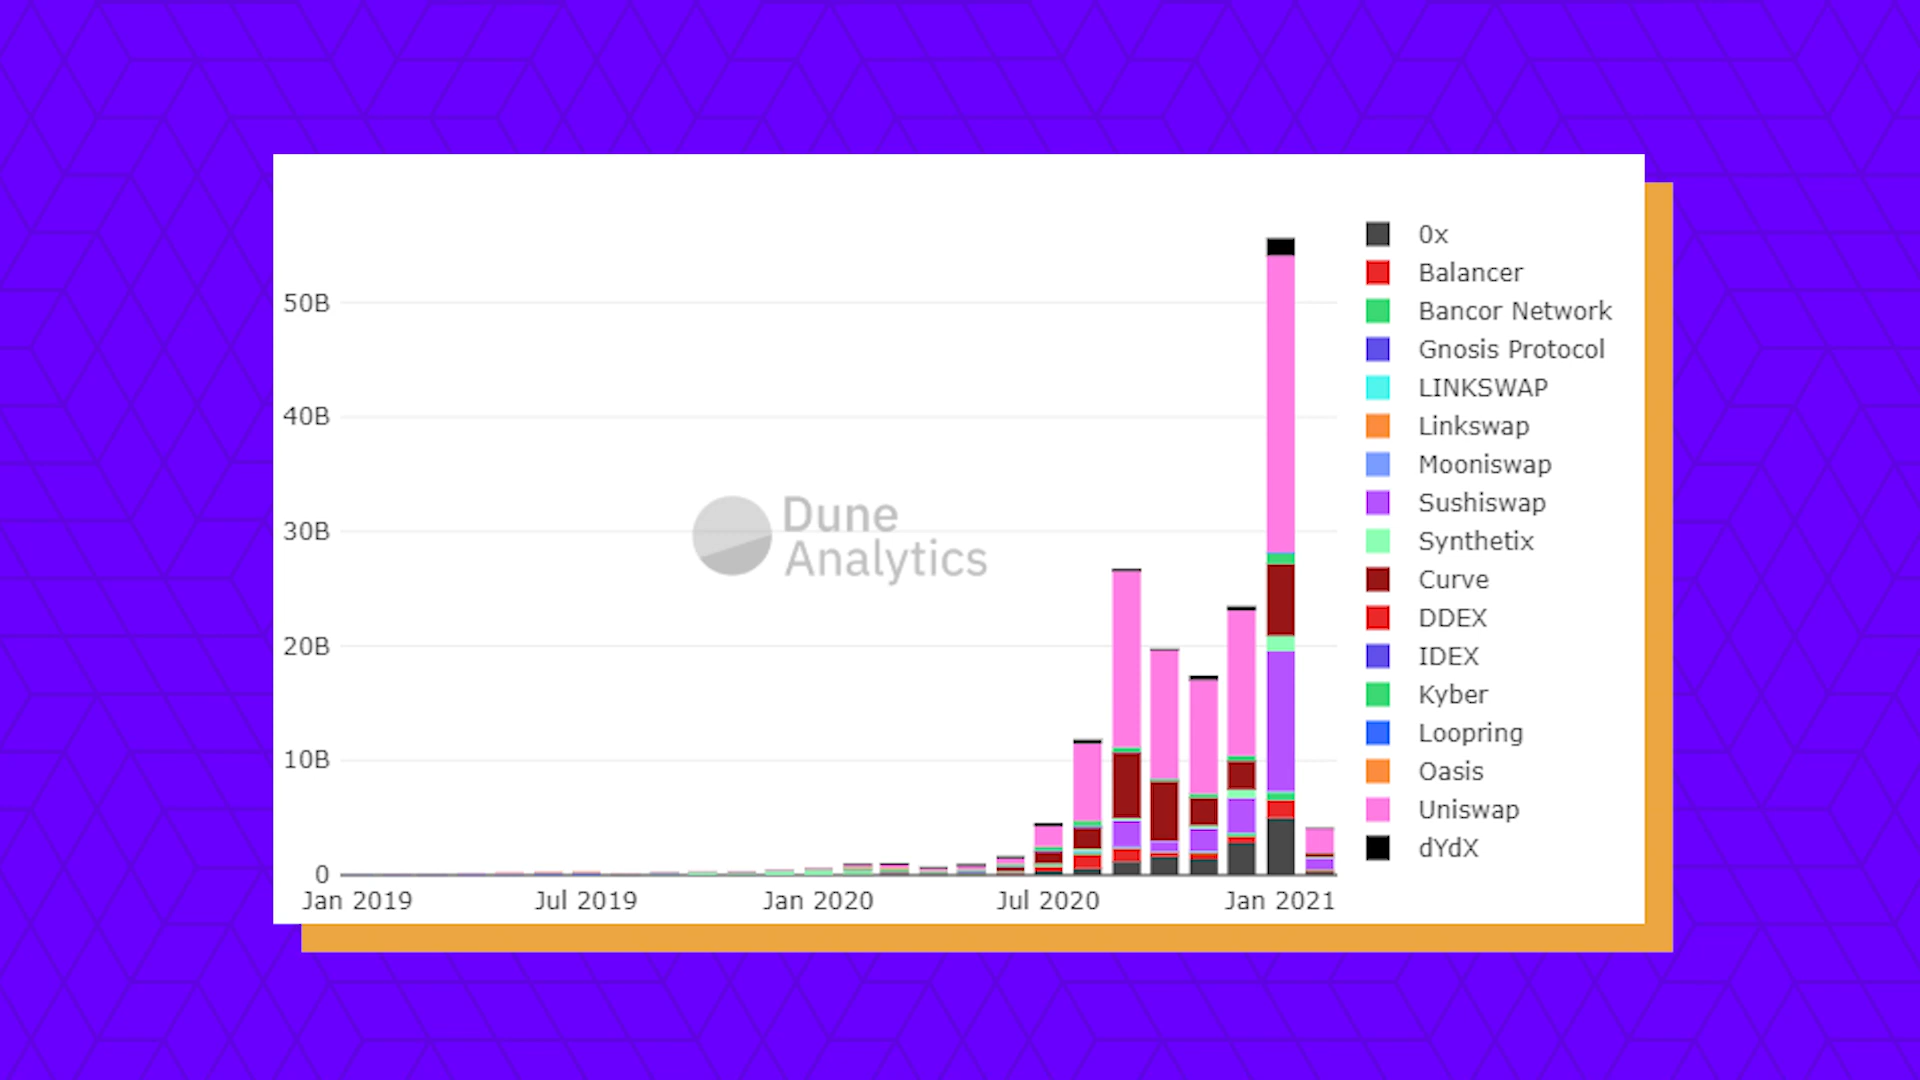 50B
40B
30B
20B
10B
0
Jan 2019
Jul 2019
Jan 2020
Jul 2020
Jan 2021
Dune
Analytics
0x
Balancer
Bancor Network
Gnosis Protocol
LINKSWAP
Linkswap
Mooniswap
Sushiswap
Synthetix
Curve
DDEX
IDEX
Kyber
Loopring
Oasis
Uniswap
dYdX